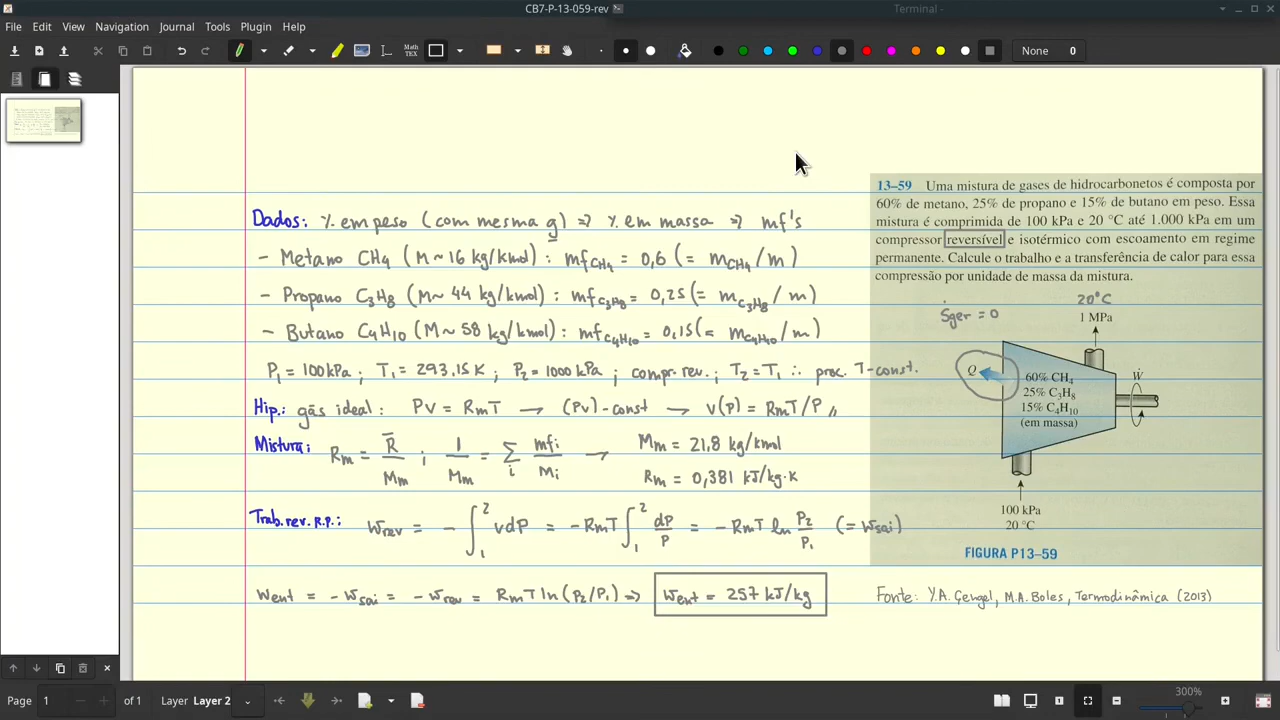 CB7-P-13-059-rev
Terminal -
File Edit View Navigation Journal Tools Plugin Help
Math TEX
None 0
13–59 Uma mistura de gases de hidrocarbonetos é composta por
60% de metano, 25% de propano e 15% de butano em peso. Essa
mistura é comprimida de 100 kPa e 20 °C até 1.000 kPa em um
compressor reversível e isotérmico com escoamento em regime
permanente. Calcule o trabalho e a transferência de calor para essa
compressão por unidade de massa da mistura.
Dados: % em peso (com mesma g) => % em massa => mf's
- Metano CH4 (M ~ 16 kg/kmol) : mfCH4 = 0,6 (= mCH4 / m)
- Propano C3H8 (M ~ 44 kg/kmol) : mfC3H8 = 0,25 (= mC3H8 / m)
- Butano C4H10 (M ~ 58 kg/kmol) : mfC4H10 = 0,15 (= mC4H10 / m)
P1 = 100 kPa ; T1 = 293,15 K ; P2 = 1000 kPa ; compr. rev. ; T2 = T1 ∴ proc. T-const.
Hip.: gás ideal : Pv = RmT → (Pv)-const → v(P) = RmT/P //
Mistura: Rm = R̄/Mm ; 1/Mm = Σi mfi/Mi → Mm = 21,8 kg/kmol
Rm = 0,381 kJ/kg·K
Trab. rev. R.P.: wrev = - ∫₁² vdP = -RmT ∫₁² dP/P = -RmT ln P2/P1 (= wsai)
went = -wsai = -wrev = RmT ln(P2/P1) => went = 257 kJ/kg
Ṡger = 0
20°C
1 MPa
Q̇
Ẇ
60% CH4
25% C3H8
15% C4H10
(em massa)
100 kPa
20 °C
FIGURA P13–59
Fonte: Y.A. Çengel, M.A. Boles, Termodinâmica (2013)
Page 1 of 1 Layer Layer 2
300%